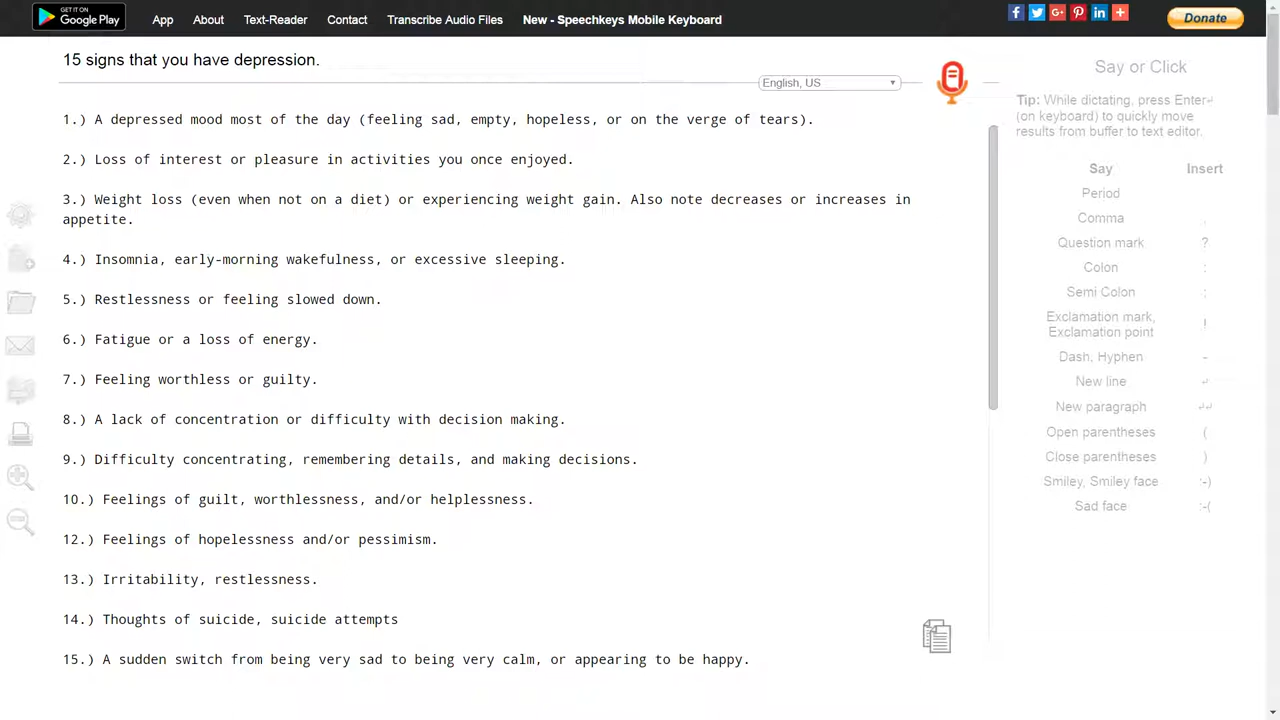 GET IT ON
Google Play
App About Text-Reader Contact Transcribe Audio Files New - Speechkeys Mobile Keyboard
Donate
15 signs that you have depression.
English, US
1.) A depressed mood most of the day (feeling sad, empty, hopeless, or on the verge of tears).
2.) Loss of interest or pleasure in activities you once enjoyed.
3.) Weight loss (even when not on a diet) or experiencing weight gain. Also note decreases or increases in
appetite.
4.) Insomnia, early-morning wakefulness, or excessive sleeping.
5.) Restlessness or feeling slowed down.
6.) Fatigue or a loss of energy.
7.) Feeling worthless or guilty.
8.) A lack of concentration or difficulty with decision making.
9.) Difficulty concentrating, remembering details, and making decisions.
10.) Feelings of guilt, worthlessness, and/or helplessness.
12.) Feelings of hopelessness and/or pessimism.
13.) Irritability, restlessness.
14.) Thoughts of suicide, suicide attempts
15.) A sudden switch from being very sad to being very calm, or appearing to be happy.
Say or Click
Tip: While dictating, press Enter↵
(on keyboard) to quickly move
results from buffer to text editor.
Say Insert
Period
Comma ,
Question mark ?
Colon :
Semi Colon ;
Exclamation mark,
Exclamation point !
Dash, Hyphen -
New line ↵
New paragraph ↵↵
Open parentheses (
Close parentheses )
Smiley, Smiley face :-)
Sad face :-(